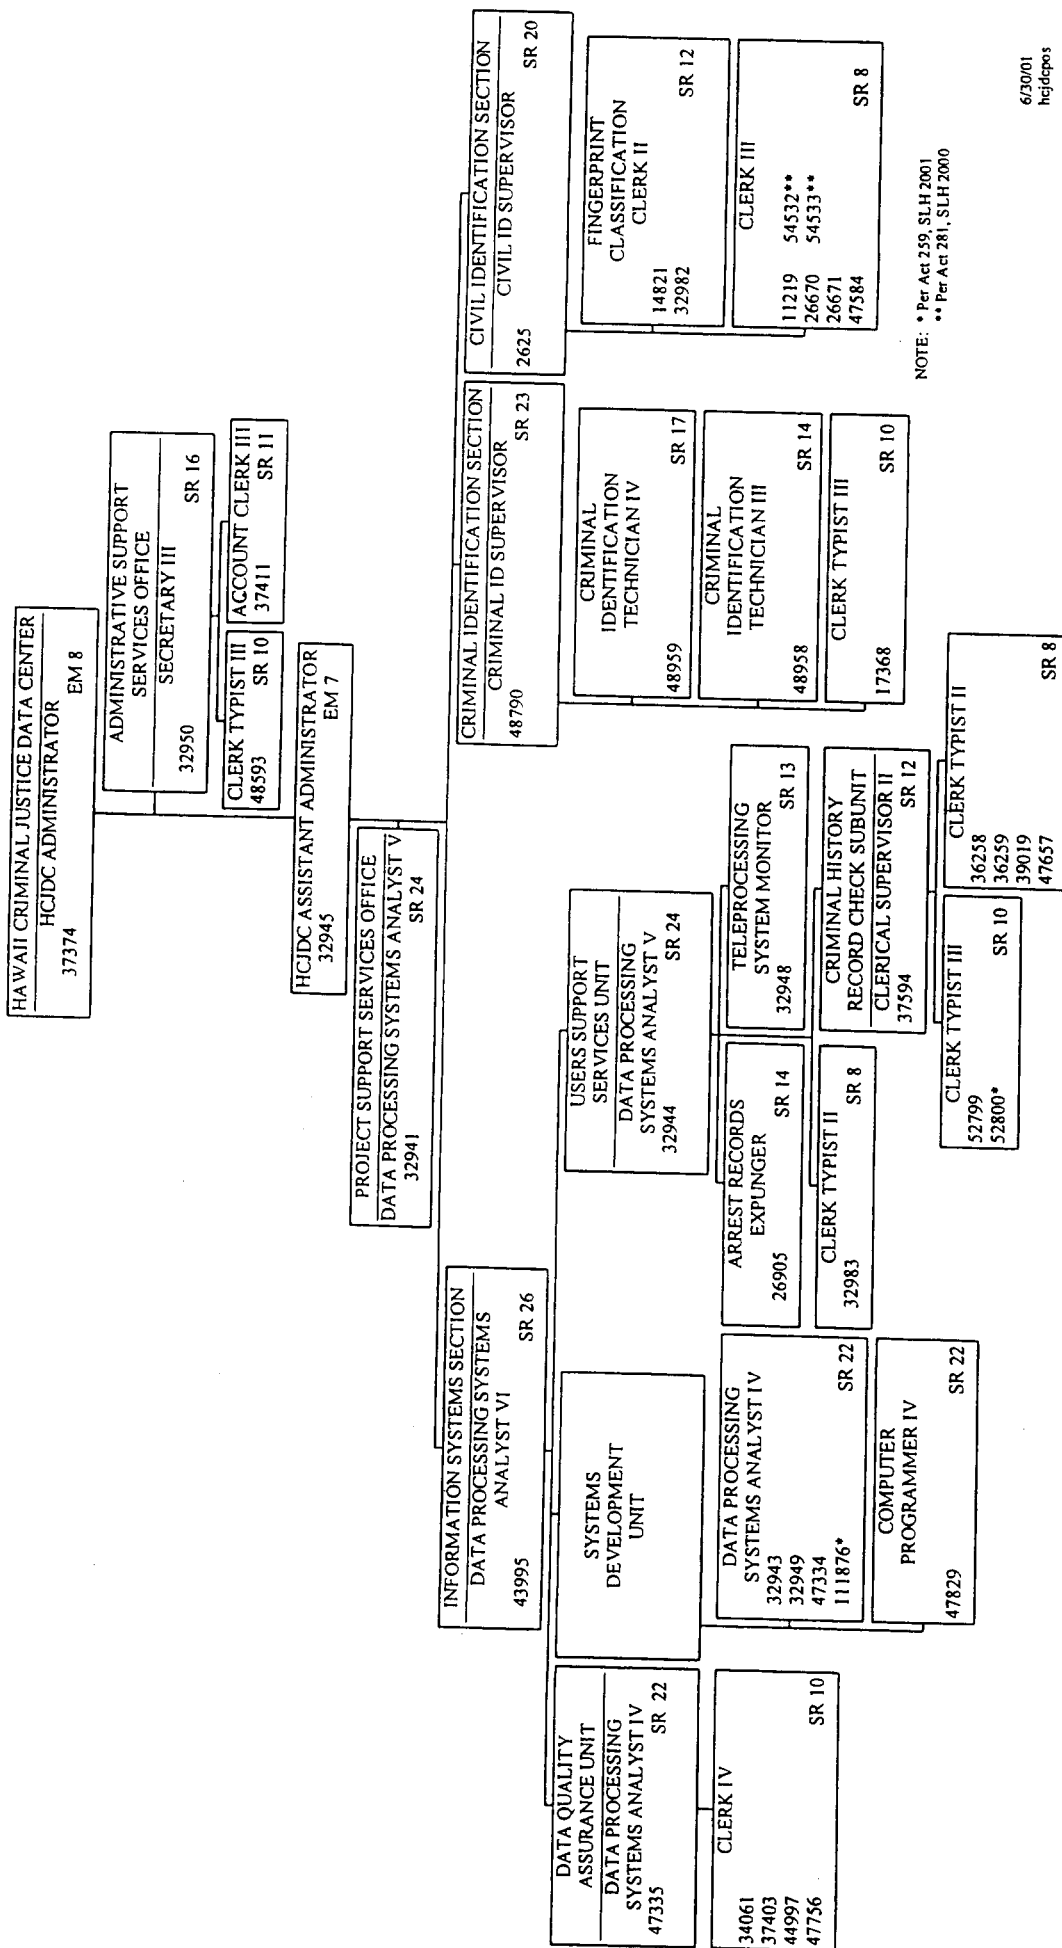 HAWAII CRIMINAL JUSTICE DATA CENTER
HCJDC ADMINISTRATOR
37374 EM 8
ADMINISTRATIVE SUPPORT
SERVICES OFFICE
SECRETARY III
32950 SR 16
CLERK TYPIST III
48593 SR 10
ACCOUNT CLERK III
37411 SR 11
HCJDC ASSISTANT ADMINISTRATOR
32945 EM 7
PROJECT SUPPORT SERVICES OFFICE
DATA PROCESSING SYSTEMS ANALYST V
32941 SR 24
INFORMATION SYSTEMS SECTION
DATA PROCESSING SYSTEMS
ANALYST VI
43995 SR 26
CRIMINAL IDENTIFICATION SECTION
CRIMINAL ID SUPERVISOR
48790 SR 23
CIVIL IDENTIFICATION SECTION
CIVIL ID SUPERVISOR
2625 SR 20
DATA QUALITY
ASSURANCE UNIT
DATA PROCESSING
SYSTEMS ANALYST IV
47335 SR 22
CLERK IV
34061
37403
44997
47756 SR 10
SYSTEMS
DEVELOPMENT
UNIT
DATA PROCESSING
SYSTEMS ANALYST IV
32943
32949
47334
111876* SR 22
COMPUTER
PROGRAMMER IV
47829 SR 22
USERS SUPPORT
SERVICES UNIT
DATA PROCESSING
SYSTEMS ANALYST V
32944 SR 24
ARREST RECORDS
EXPUNGER
26905 SR 14
TELEPROCESSING
SYSTEM MONITOR
32948 SR 13
CLERK TYPIST II
32983 SR 8
CRIMINAL HISTORY
RECORD CHECK SUBUNIT
CLERICAL SUPERVISOR II
37594 SR 12
CLERK TYPIST III
52799
52800* SR 10
CLERK TYPIST II
36258
36259
39019
47657 SR 8
CRIMINAL
IDENTIFICATION
TECHNICIAN IV
48959 SR 17
CRIMINAL
IDENTIFICATION
TECHNICIAN III
48958 SR 14
CLERK TYPIST III
17368 SR 10
FINGERPRINT
CLASSIFICATION
CLERK II
14821
32982 SR 12
CLERK III
11219 54532**
26670 54533**
26671
47584 SR 8
NOTE: * Per Act 259, SLH 2001
** Per Act 281, SLH 2000
6/30/01
hcjdcpos